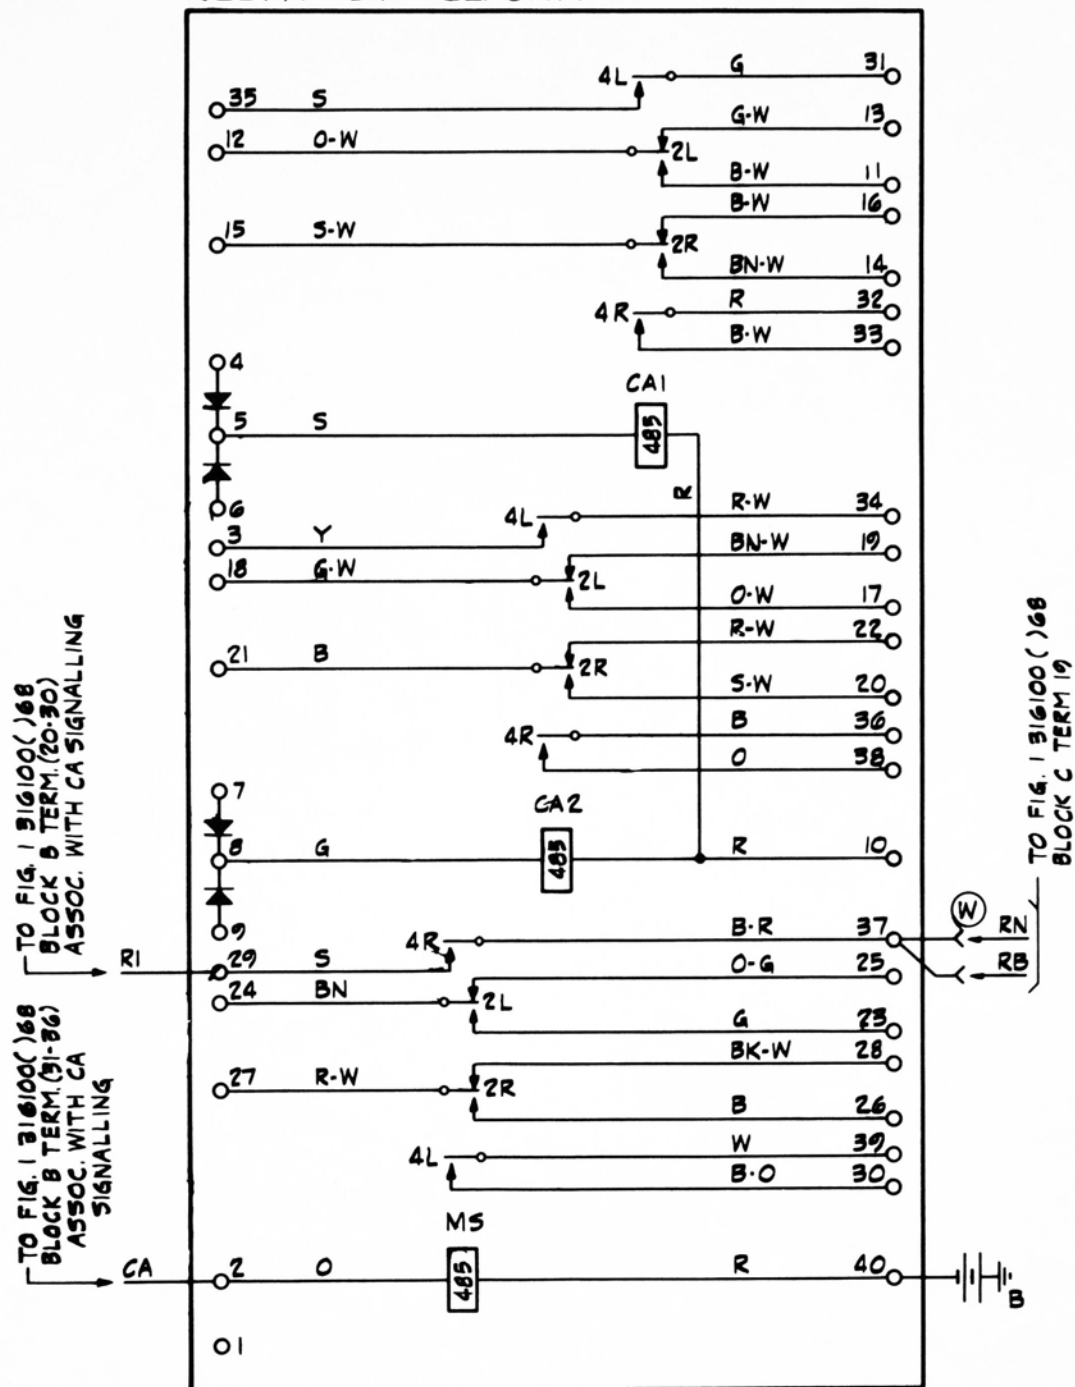 4L G 31
35 S
G-W 13
12 O-W 2L
B-W 11
B-W 16
15 S-W 2R
BN-W 14
4R R 32
B-W 33
4
CA1
5 S 485
R
6
4L R-W 34
3 Y
BN-W 19
18 G-W 2L
O-W 17
R-W 22
21 B 2R
S-W 20
4R B 36
O 38
7
CA2
8 G 485 R 10
9
4R B-R 37 W RN
RI 29 S
O-G 25 RB
24 BN 2L
G 23
BK-W 28
27 R-W 2R
B 26
4L W 39
B-O 30
MS
CA 2 O 485 R 40
B
1
TO FIG. 1 316100( )68
BLOCK B TERM.(20-30)
ASSOC. WITH CA SIGNALLING
TO FIG. 1 316100( )68
BLOCK B TERM.(31-36)
ASSOC. WITH CA
SIGNALLING
TO FIG. 1 316100( )68
BLOCK C TERM 19